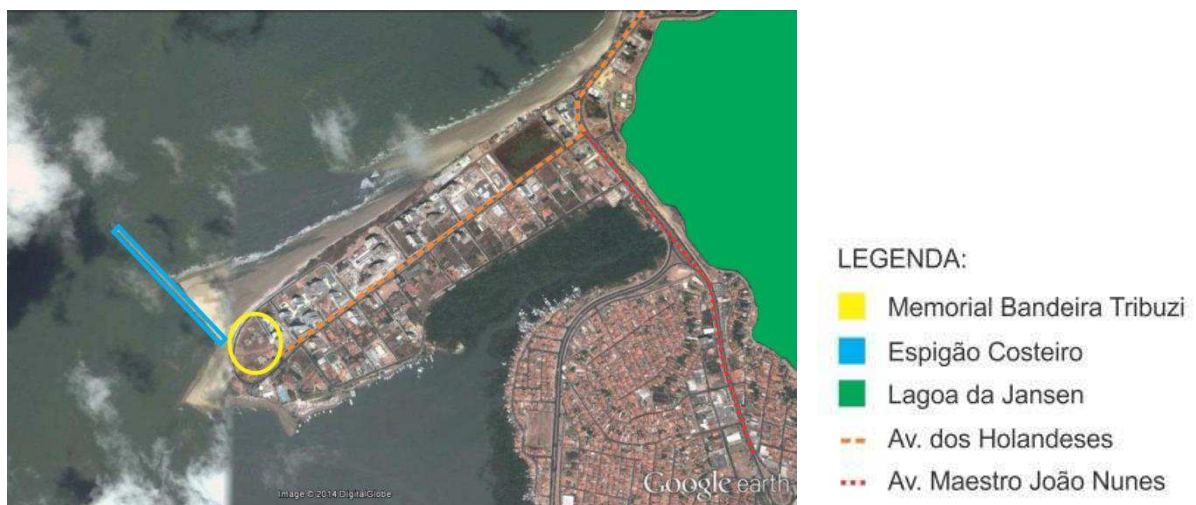 LEGENDA:
Memorial Bandeira Tribuzi
Espigão Costeiro
Lagoa da Jansen
Av. dos Holandeses
Av. Maestro João Nunes
Image © 2014 DigitalGlobe
Google earth